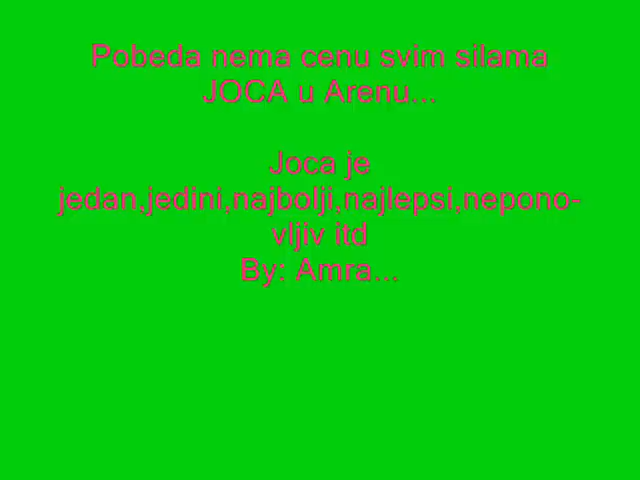 Pobeda nema cenu svim silama
JOCA u Arenu...
Joca je
jedan,jedini,najbolji,najlepsi,nepono-
vljiv itd
By: Amra...